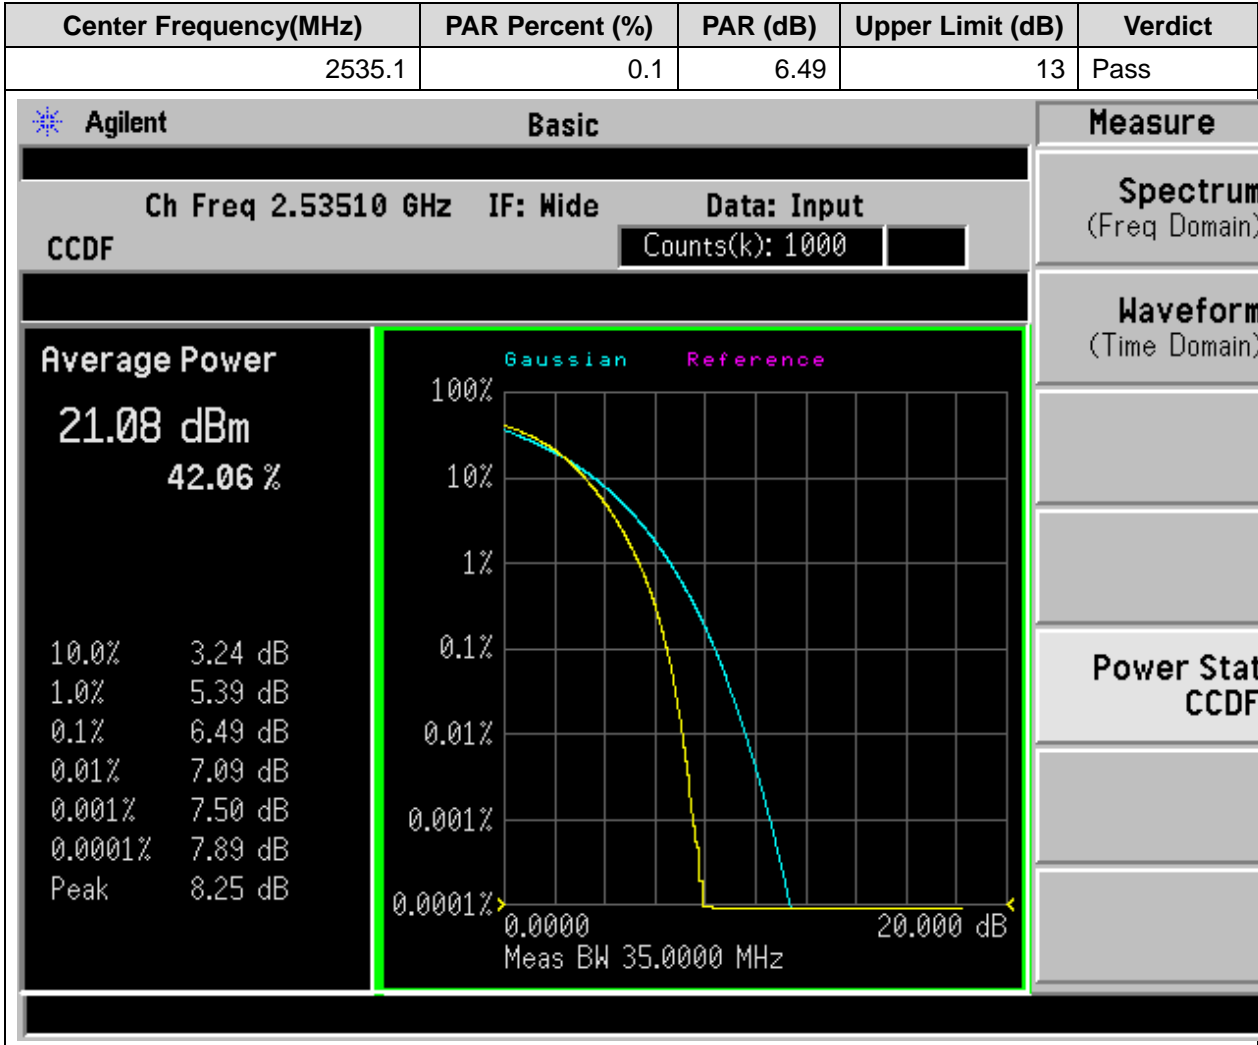 Center Frequency(MHz) PAR Percent (%) PAR (dB) Upper Limit (dB) Verdict
2535.1 0.1 6.49 13 Pass
Agilent Basic Measure
Ch Freq 2.53510 GHz IF: Wide Data: Input
CCDF Counts(k): 1000
Average Power
21.08 dBm
42.06 %
10.0% 3.24 dB
1.0% 5.39 dB
0.1% 6.49 dB
0.01% 7.09 dB
0.001% 7.50 dB
0.0001% 7.89 dB
Peak 8.25 dB
Gaussian Reference
100%
10%
1%
0.1%
0.01%
0.001%
0.0001%
0.0000 20.000 dB
Meas BW 35.0000 MHz
Spectrum
(Freq Domain)
Waveform
(Time Domain)
Power Stat
CCDF